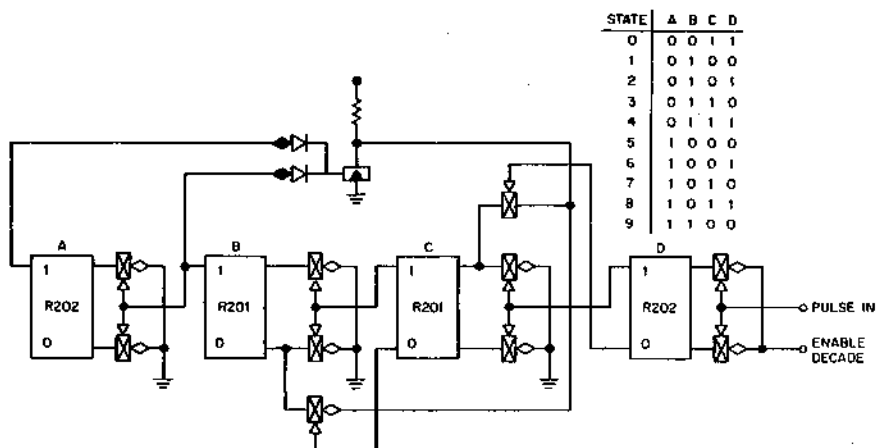 STATE A B C D
0 0 0 1 1
1 0 1 0 0
2 0 1 0 1
3 0 1 1 0
4 0 1 1 1
5 1 0 0 0
6 1 0 0 1
7 1 0 1 0
8 1 0 1 1
9 1 1 0 0
A
1
R202
0
B
1
R201
0
C
1
R201
0
D
1
R202
0
PULSE IN
ENABLE
DECADE